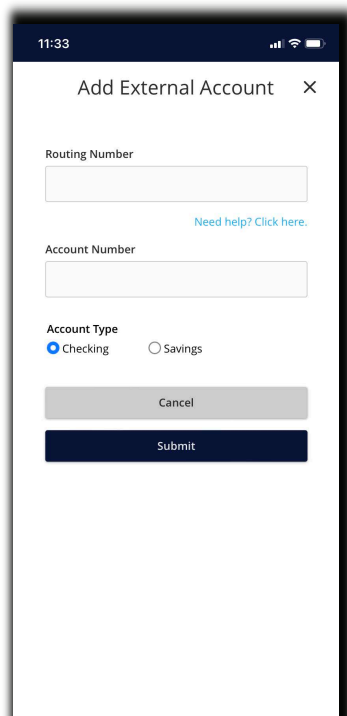 11:33
Add External Account
Routing Number
Need help? Click here.
Account Number
Account Type
Checking Savings
Cancel
Submit